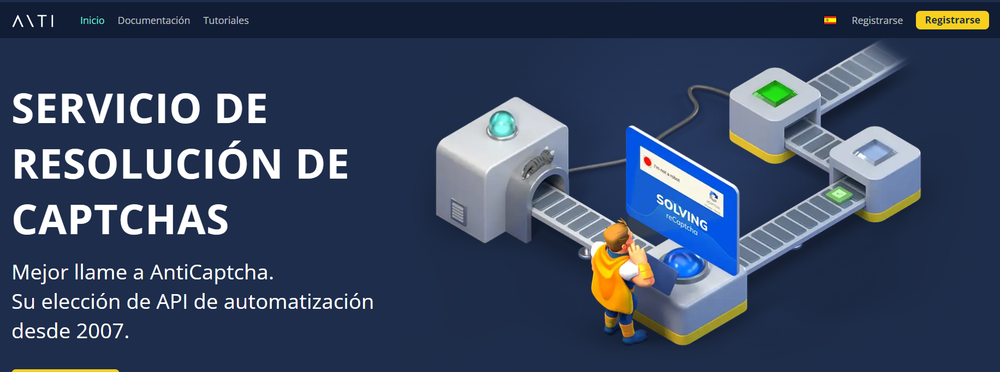 ANTI
Inicio Documentación Tutoriales
Registrarse Registrarse
SERVICIO DE
RESOLUCIÓN DE
CAPTCHAS
Mejor llame a AntiCaptcha.
Su elección de API de automatización
desde 2007.
I'm not a robot
SOLVING
reCaptcha